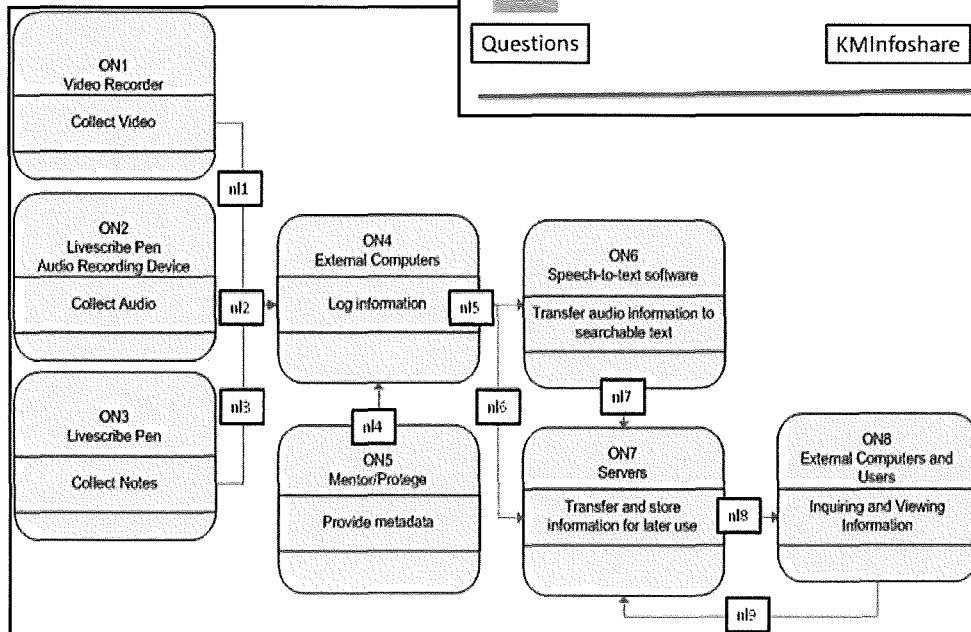 Questions
KMInfoshare
ON1
Video Recorder
Collect Video
nl1
ON2
Livescribe Pen
Audio Recording Device
Collect Audio
nl2
ON3
Livescribe Pen
Collect Notes
nl3
ON4
External Computers
Log information
nl5
nl4
ON5
Mentor/Protege
Provide metadata
nl6
ON6
Speech-to-text software
Transfer audio information to
searchable text
nl7
ON7
Servers
Transfer and store
information for later use
nl8
ON8
External Computers and
Users
Inquiring and Viewing
Information
nl9